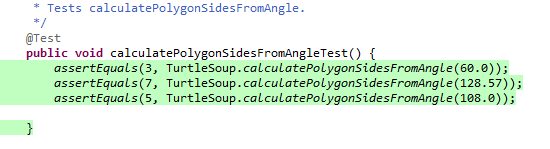 * Tests calculatePolygonSidesFromAngle.
*/
@Test
public void calculatePolygonSidesFromAngleTest() {
assertEquals(3, TurtleSoup.calculatePolygonSidesFromAngle(60.0));
assertEquals(7, TurtleSoup.calculatePolygonSidesFromAngle(128.57));
assertEquals(5, TurtleSoup.calculatePolygonSidesFromAngle(108.0));
}